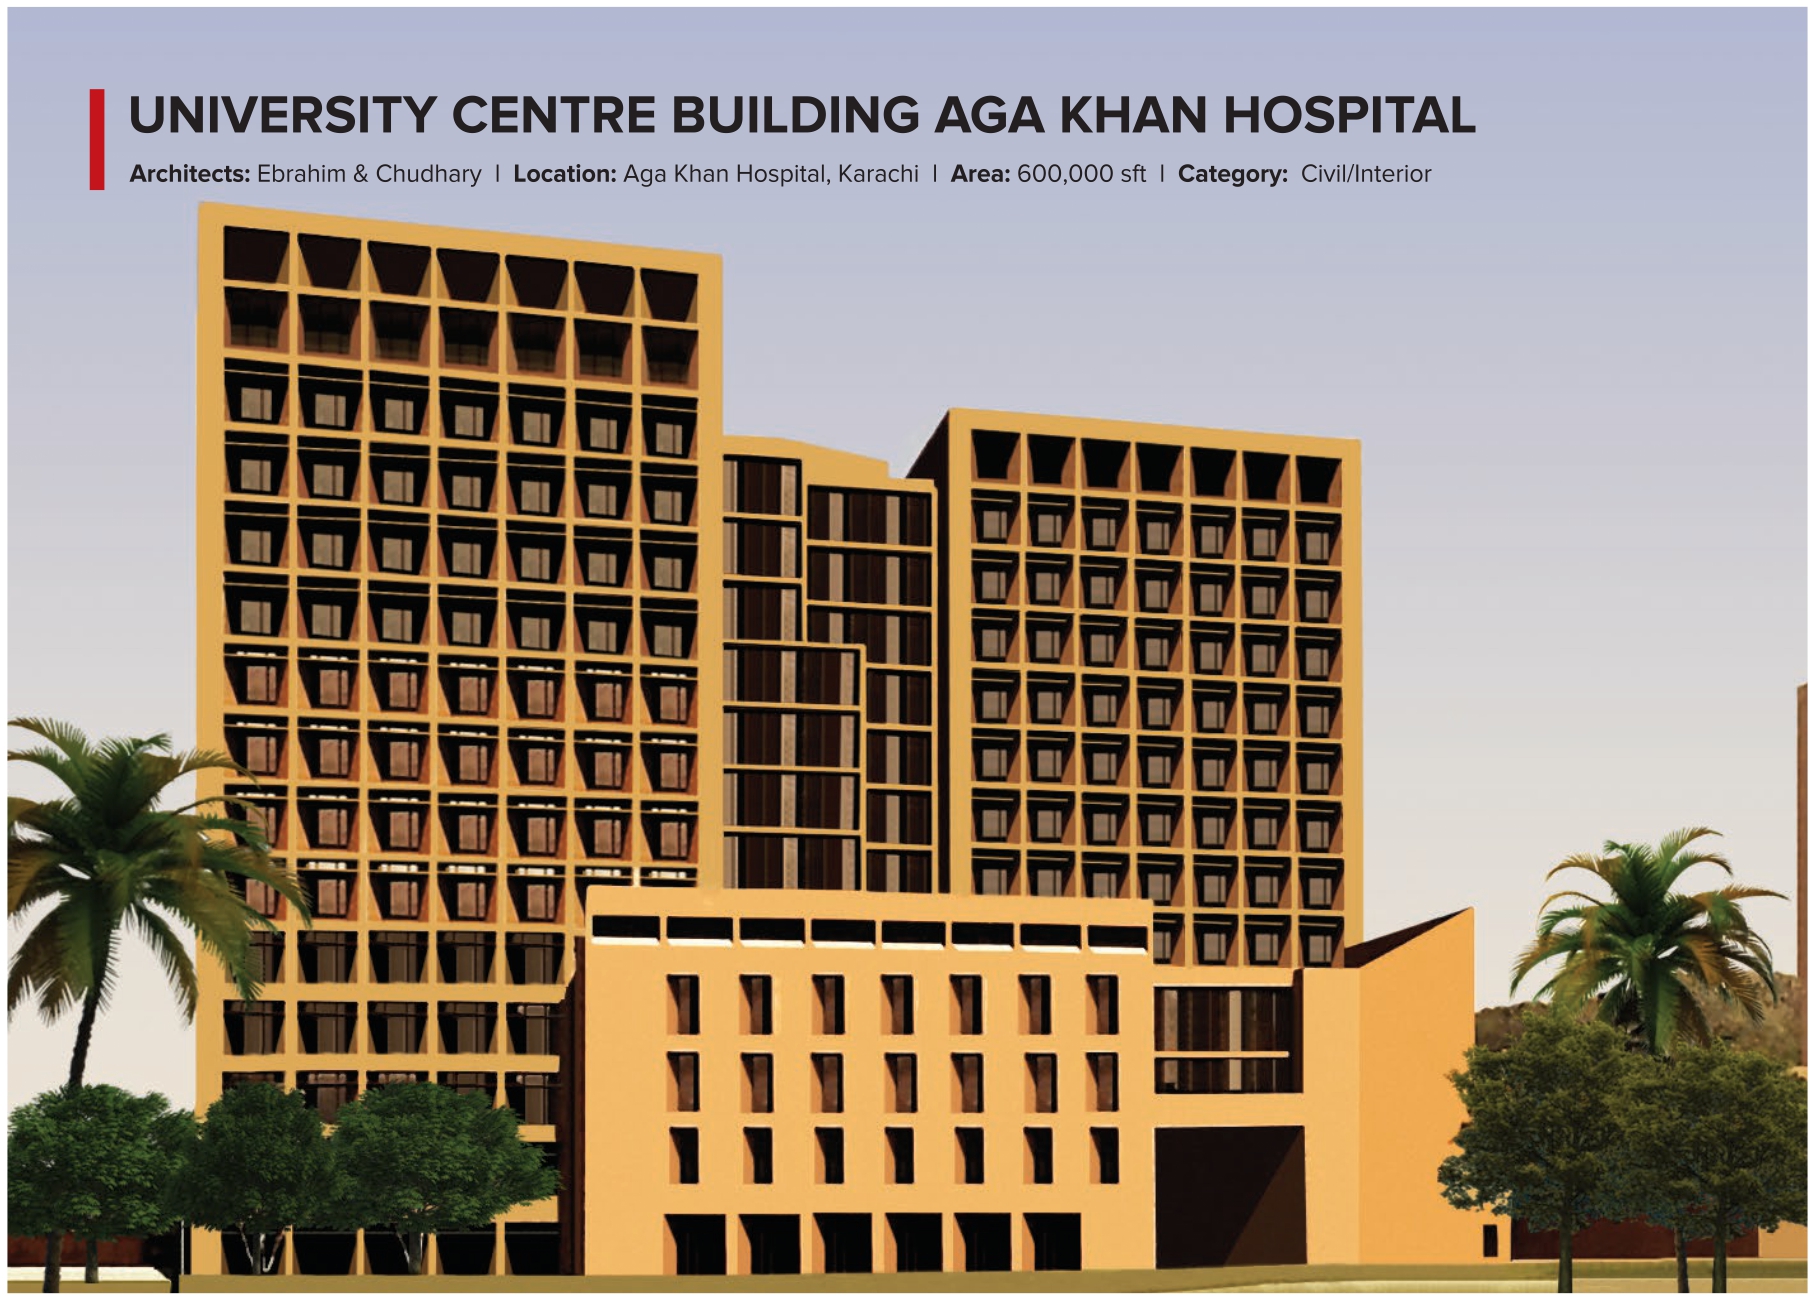 UNIVERSITY CENTRE BUILDING AGA KHAN HOSPITAL
Architects: Ebrahim & Chudhary | Location: Aga Khan Hospital, Karachi | Area: 600,000 sft | Category: Civil/Interior